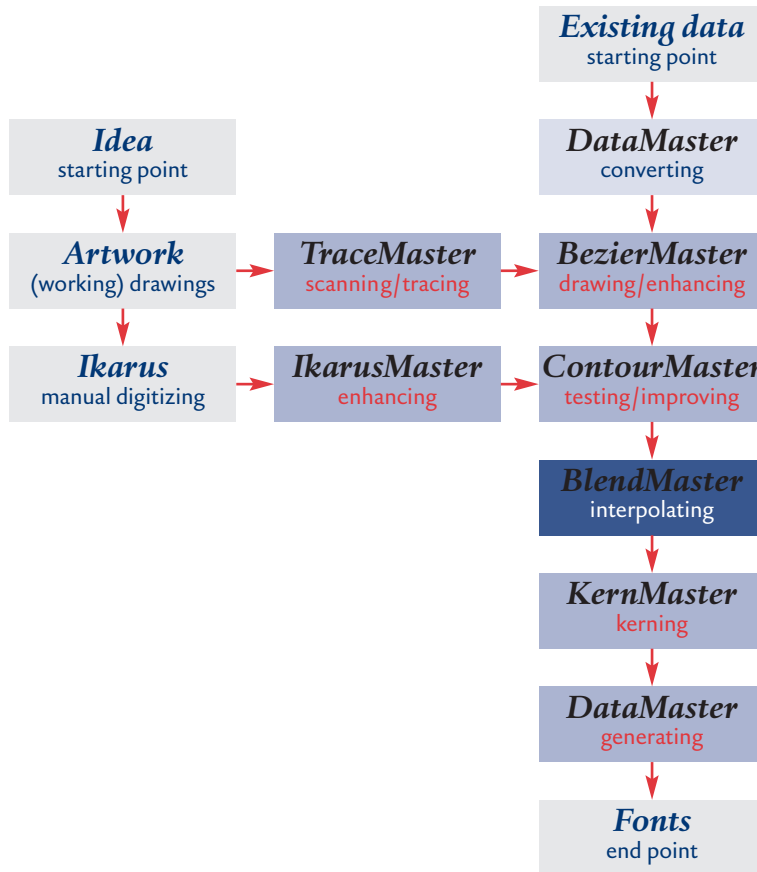 Existing data
starting point
Idea
starting point
DataMaster
converting
Artwork
(working) drawings
TraceMaster
scanning/tracing
BezierMaster
drawing/enhancing
Ikarus
manual digitizing
IkarusMaster
enhancing
ContourMaster
testing/improving
BlendMaster
interpolating
KernMaster
kerning
DataMaster
generating
Fonts
end point